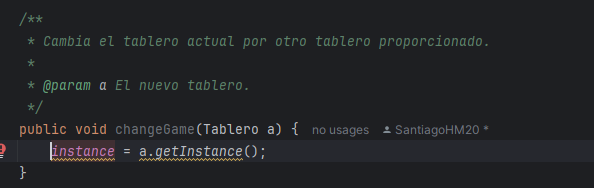 /**
 * Cambia el tablero actual por otro tablero proporcionado.
 *
 * @param a El nuevo tablero.
 */
public void changeGame(Tablero a) { no usages SantiagoHM20 *
    instance = a.getInstance();
}